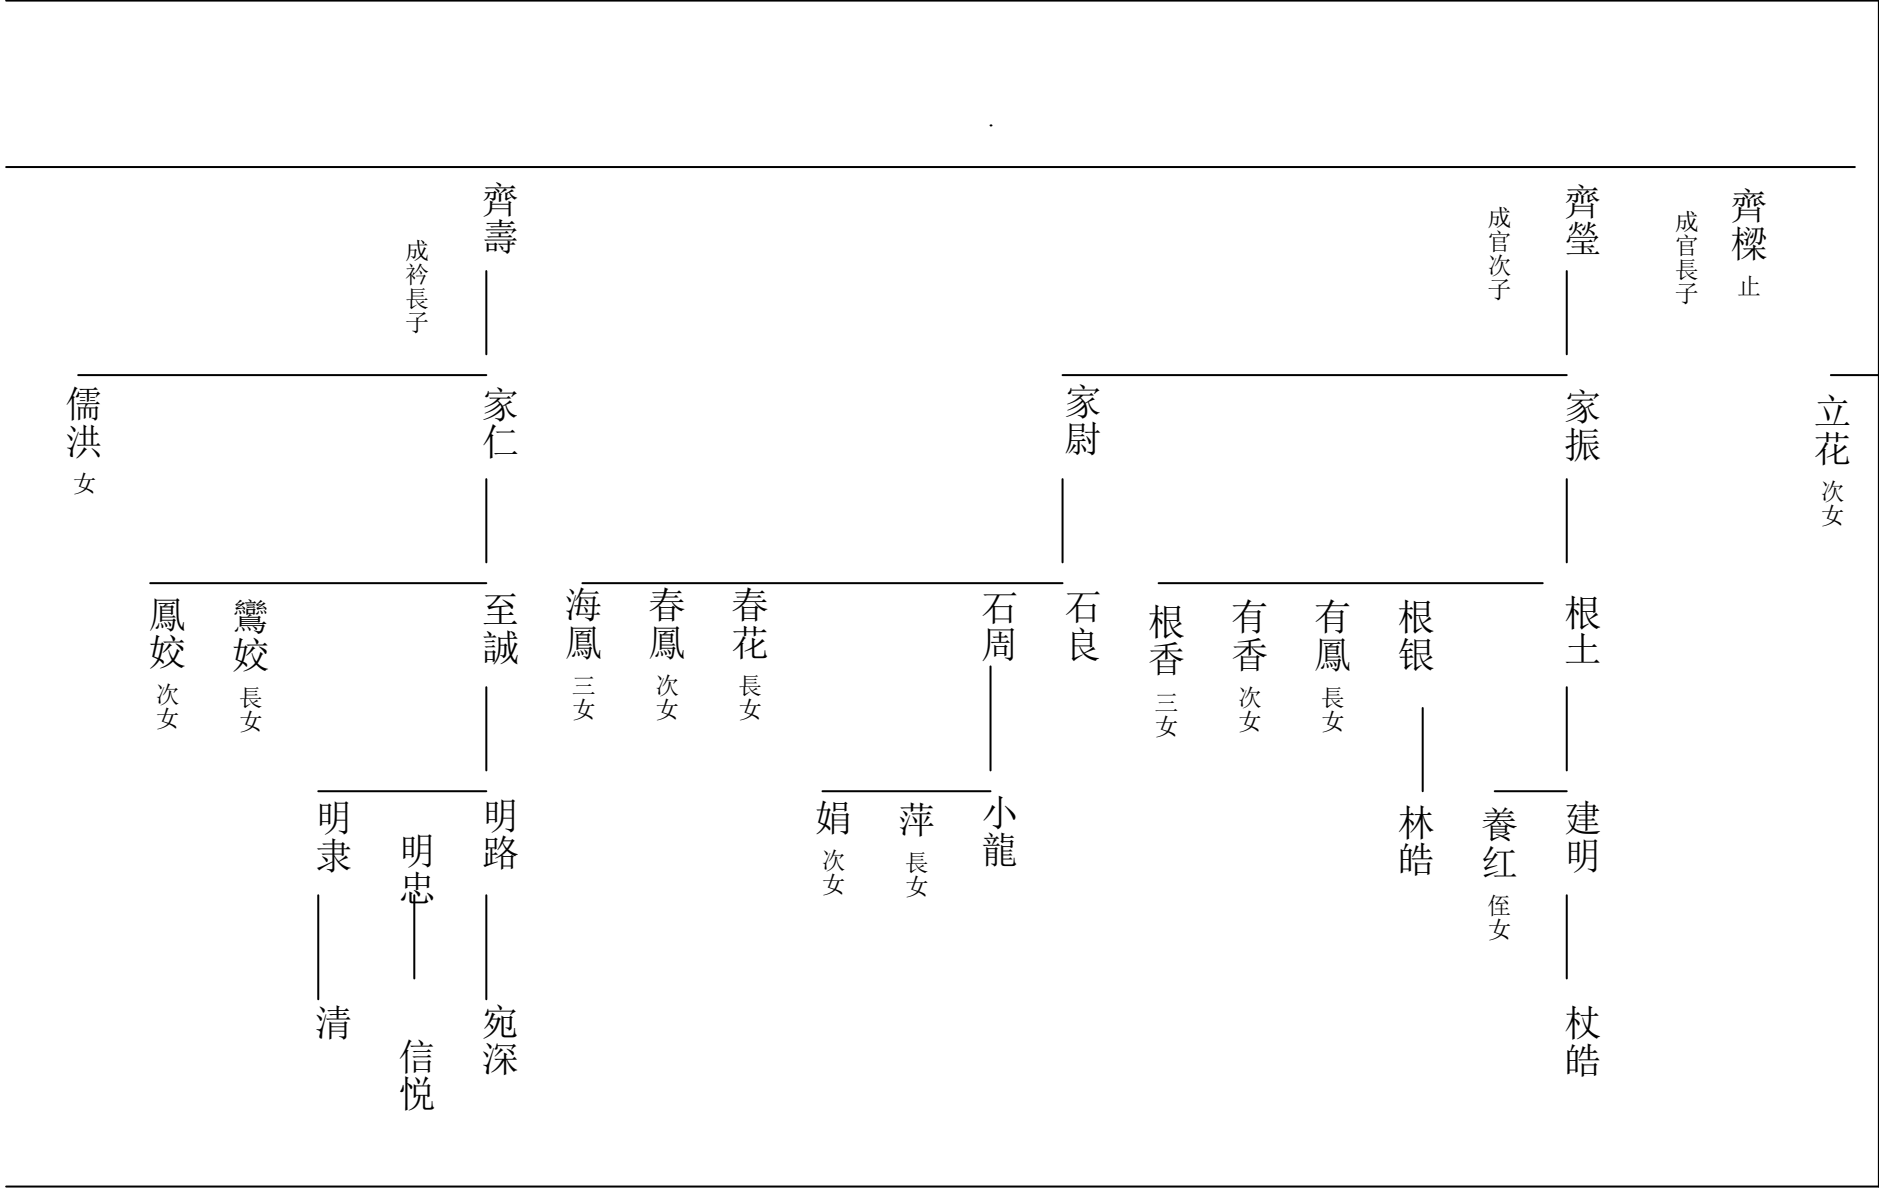 齊樑 止
成官長子
齊瑩
成官次子
齊壽
成衿長子
立花 次女
家振
家尉
家仁
儒洪 女
根土
根银
有鳳 長女
有香 次女
根香 三女
石良
石周
春花 長女
春鳳 次女
海鳳 三女
至誠
鸞姣 長女
鳳姣 次女
建明
養红 侄女
林皓
小龍
萍 長女
娟 次女
明路
明忠
明隶
杖皓
宛深
信悦
清